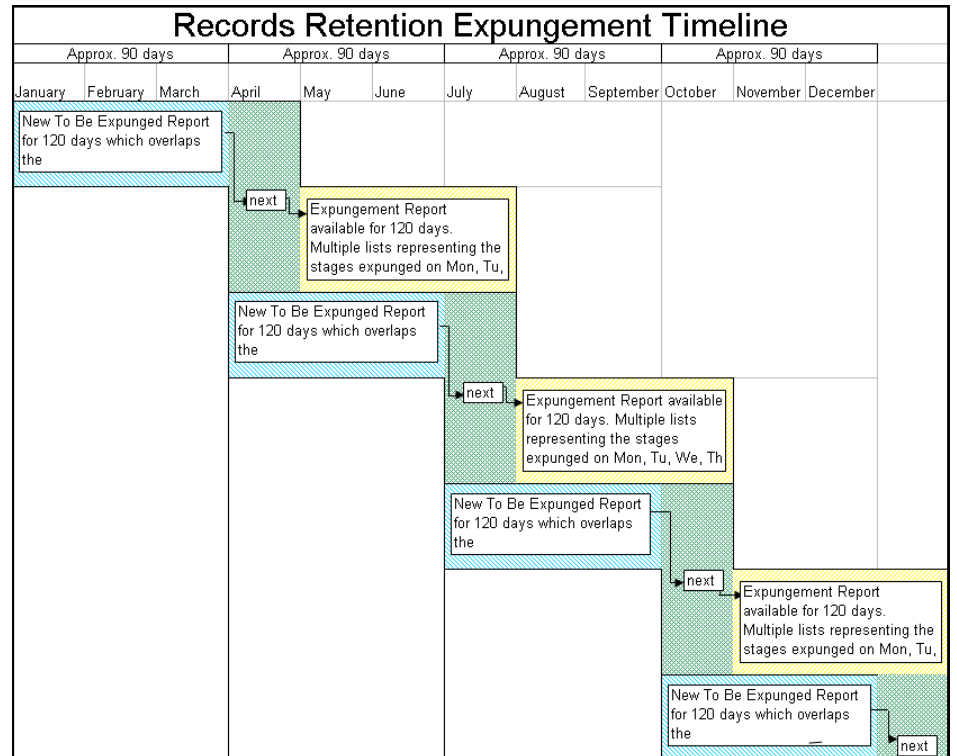 Records Retention Expungement Timeline
Approx. 90 days Approx. 90 days Approx. 90 days Approx. 90 days
January February March April May June July August September October November December
New To Be Expunged Report
for 120 days which overlaps
the
next
Expungement Report
available for 120 days.
Multiple lists representing the
stages expunged on Mon, Tu,
New To Be Expunged Report
for 120 days which overlaps
the
next
Expungement Report available
for 120 days. Multiple lists
representing the stages
expunged on Mon, Tu, We, Th
New To Be Expunged Report
for 120 days which overlaps
the
next
Expungement Report
available for 120 days.
Multiple lists representing the
stages expunged on Mon, Tu,
New To Be Expunged Report
for 120 days which overlaps
the
next